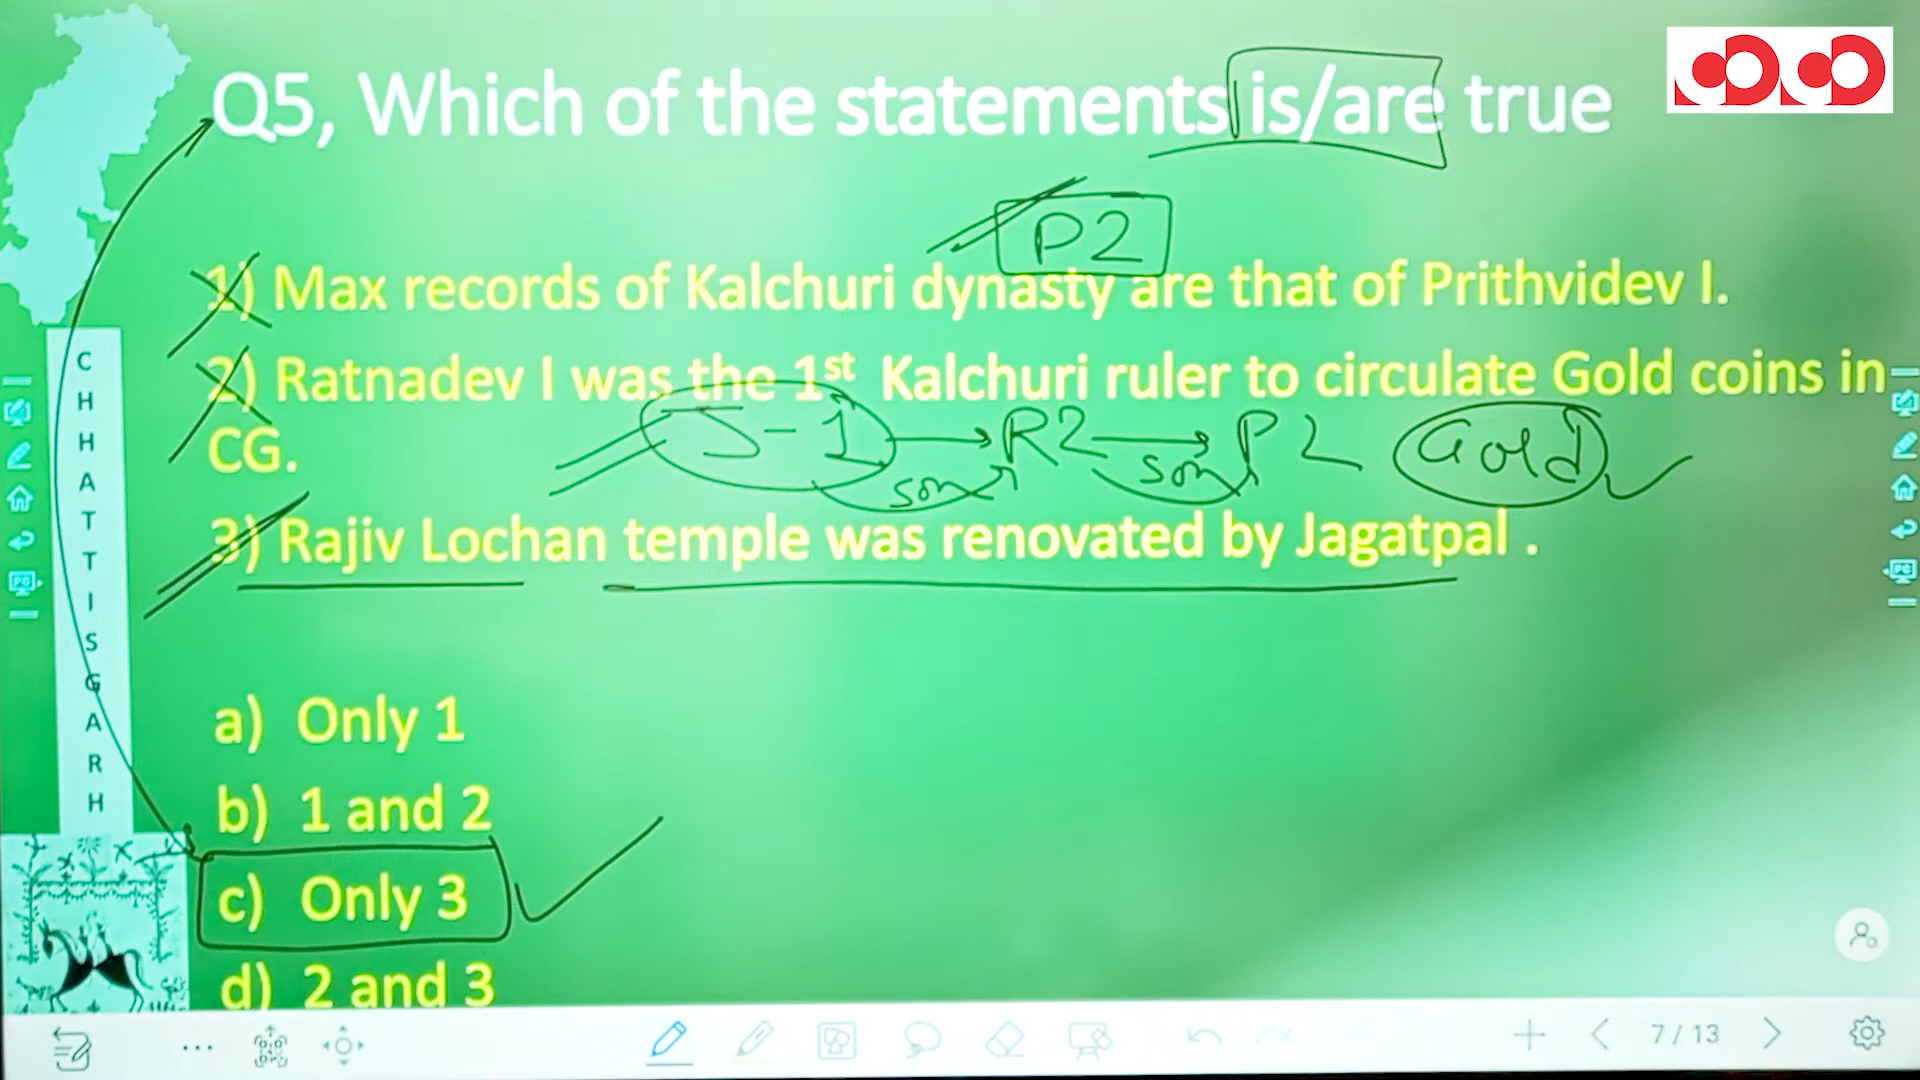 Q5, Which of the statements is/are true
P2
1) Max records of Kalchuri dynasty are that of Prithvidev I.
2) Ratnadev I was the 1st Kalchuri ruler to circulate Gold coins in
CG.
J-1 → R2 → P2 Gold
son son
3) Rajiv Lochan temple was renovated by Jagatpal .
a) Only 1
b) 1 and 2
c) Only 3
d) 2 and 3
CHHATTISGARH
7 / 13